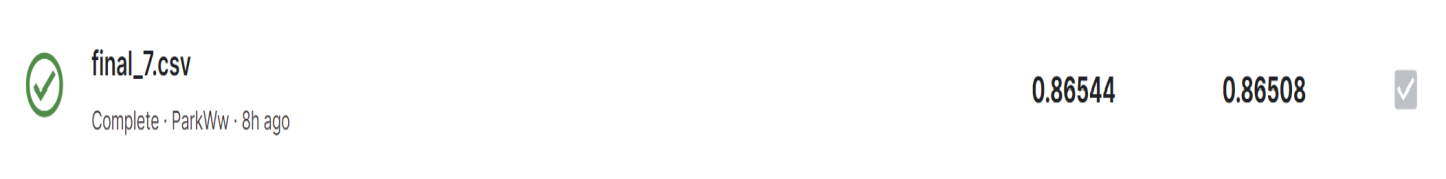 final_7.csv
0.86544
0.86508
Complete · ParkWw · 8h ago